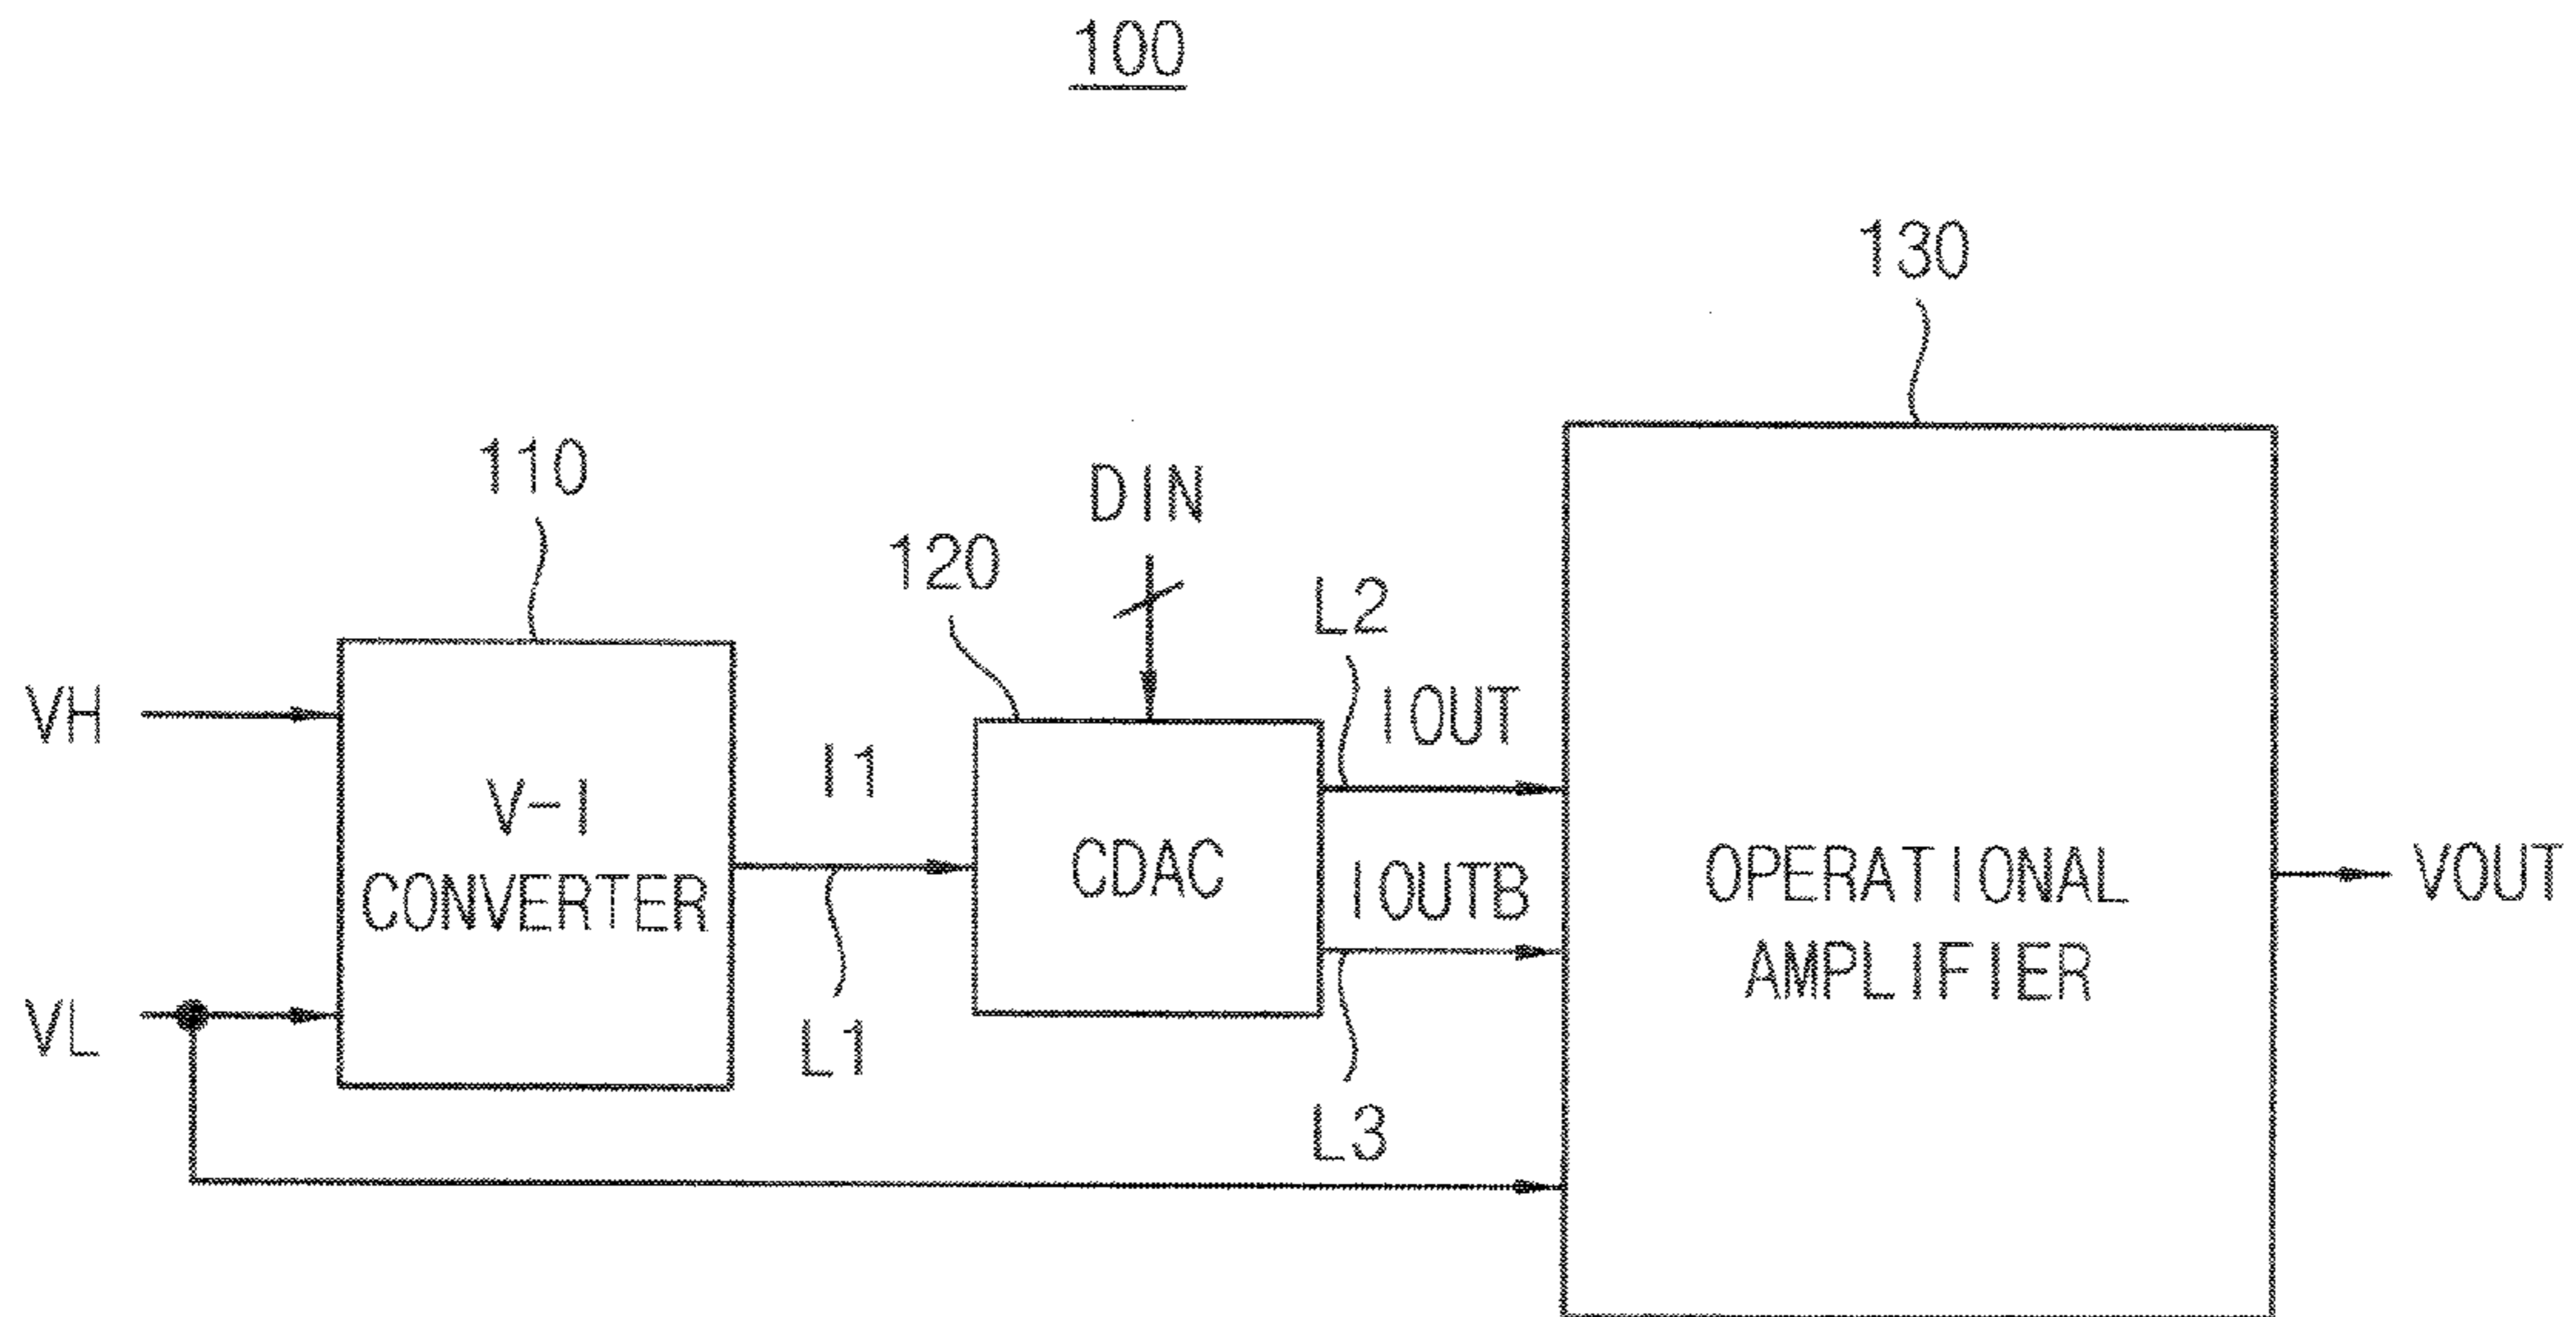 100
130
110
DIN
120
L2
VH
IOUT
I1
V-I
CONVERTER
CDAC
IOUTB
OPERATIONAL
AMPLIFIER
VOUT
VL
L1
L3